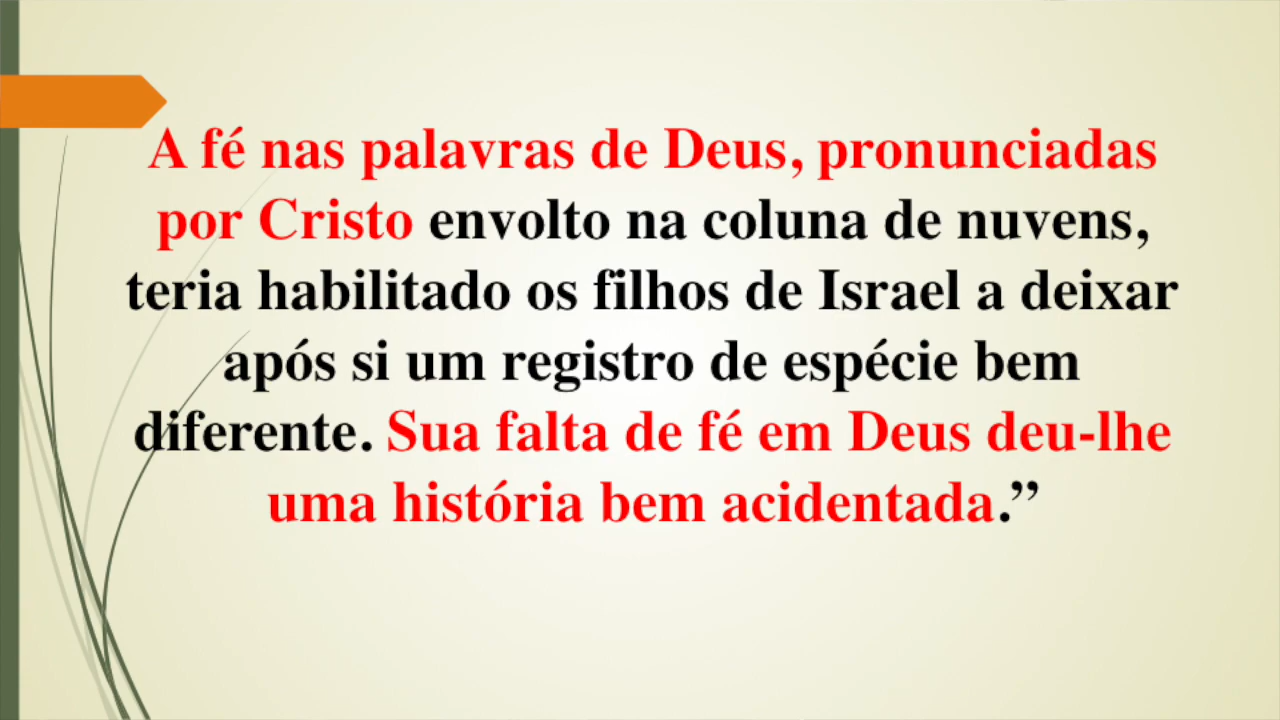 A fé nas palavras de Deus, pronunciadas
por Cristo envolto na coluna de nuvens,
teria habilitado os filhos de Israel a deixar
após si um registro de espécie bem
diferente. Sua falta de fé em Deus deu-lhe
uma história bem acidentada.”